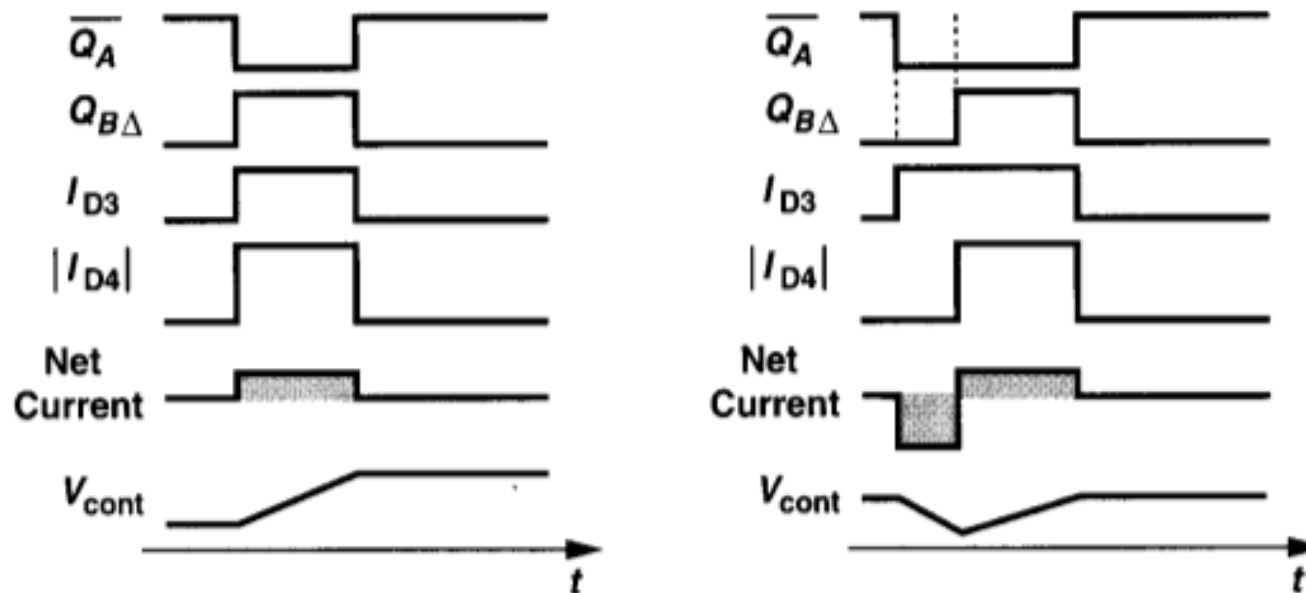 Q̅_A̅
Q_BΔ
I_D3
|I_D4|
Net
Current
V_cont
t
Q̅_A̅
Q_BΔ
I_D3
|I_D4|
Net
Current
V_cont
t